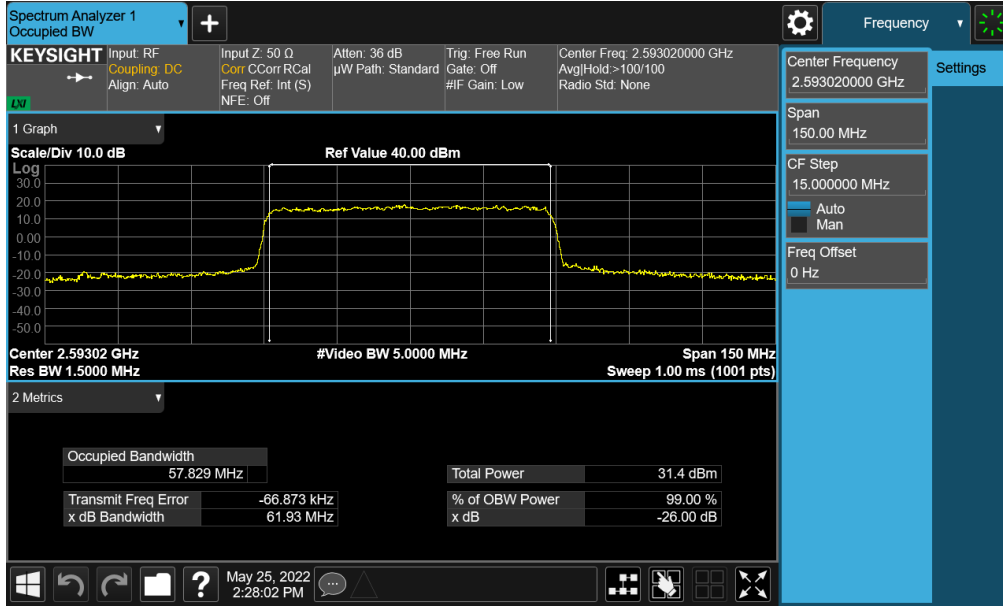 Spectrum Analyzer 1
Occupied BW
Frequency
KEYSIGHT
LXI
Input: RF
Coupling: DC
Align: Auto
Input Z: 50 Ω
Corr CCorr RCal
Freq Ref: Int (S)
NFE: Off
Atten: 36 dB
µW Path: Standard
Trig: Free Run
Gate: Off
#IF Gain: Low
Center Freq: 2.593020000 GHz
Avg|Hold:>100/100
Radio Std: None
Center Frequency
2.593020000 GHz
Settings
Span
150.00 MHz
CF Step
15.000000 MHz
Auto
Man
Freq Offset
0 Hz
1 Graph
Scale/Div 10.0 dB
Ref Value 40.00 dBm
Log
30.0
20.0
10.0
0.00
-10.0
-20.0
-30.0
-40.0
-50.0
Center 2.59302 GHz
#Video BW 5.0000 MHz
Span 150 MHz
Res BW 1.5000 MHz
Sweep 1.00 ms (1001 pts)
2 Metrics
Occupied Bandwidth
57.829 MHz
Total Power 31.4 dBm
Transmit Freq Error -66.873 kHz
% of OBW Power 99.00 %
x dB Bandwidth 61.93 MHz
x dB -26.00 dB
?
May 25, 2022
2:28:02 PM